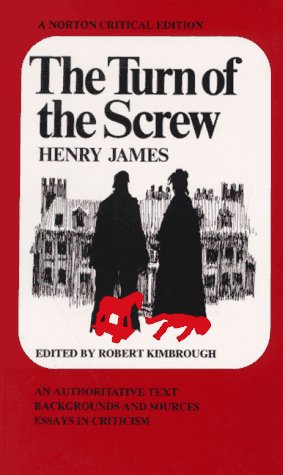 A NORTON CRITICAL EDITION
The Turn of
the Screw
HENRY JAMES
EDITED BY ROBERT KIMBROUGH
AN AUTHORITATIVE TEXT
BACKGROUNDS AND SOURCES
ESSAYS IN CRITICISM